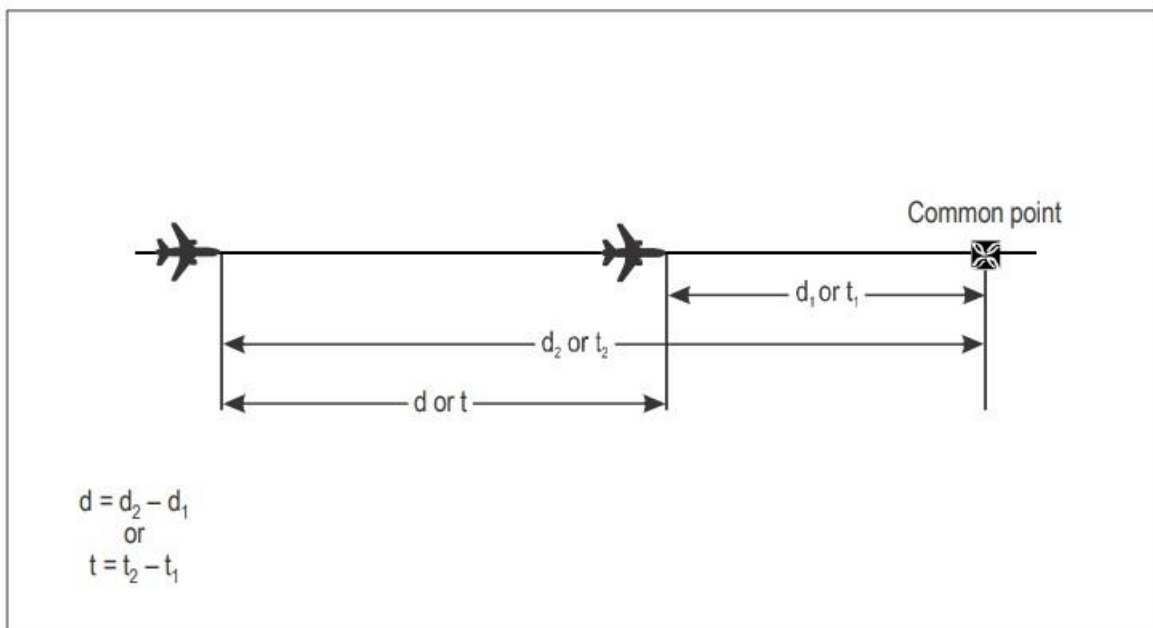 Common point
d₁ or t₁
d₂ or t₂
d or t
d = d₂ – d₁
or
t = t₂ – t₁